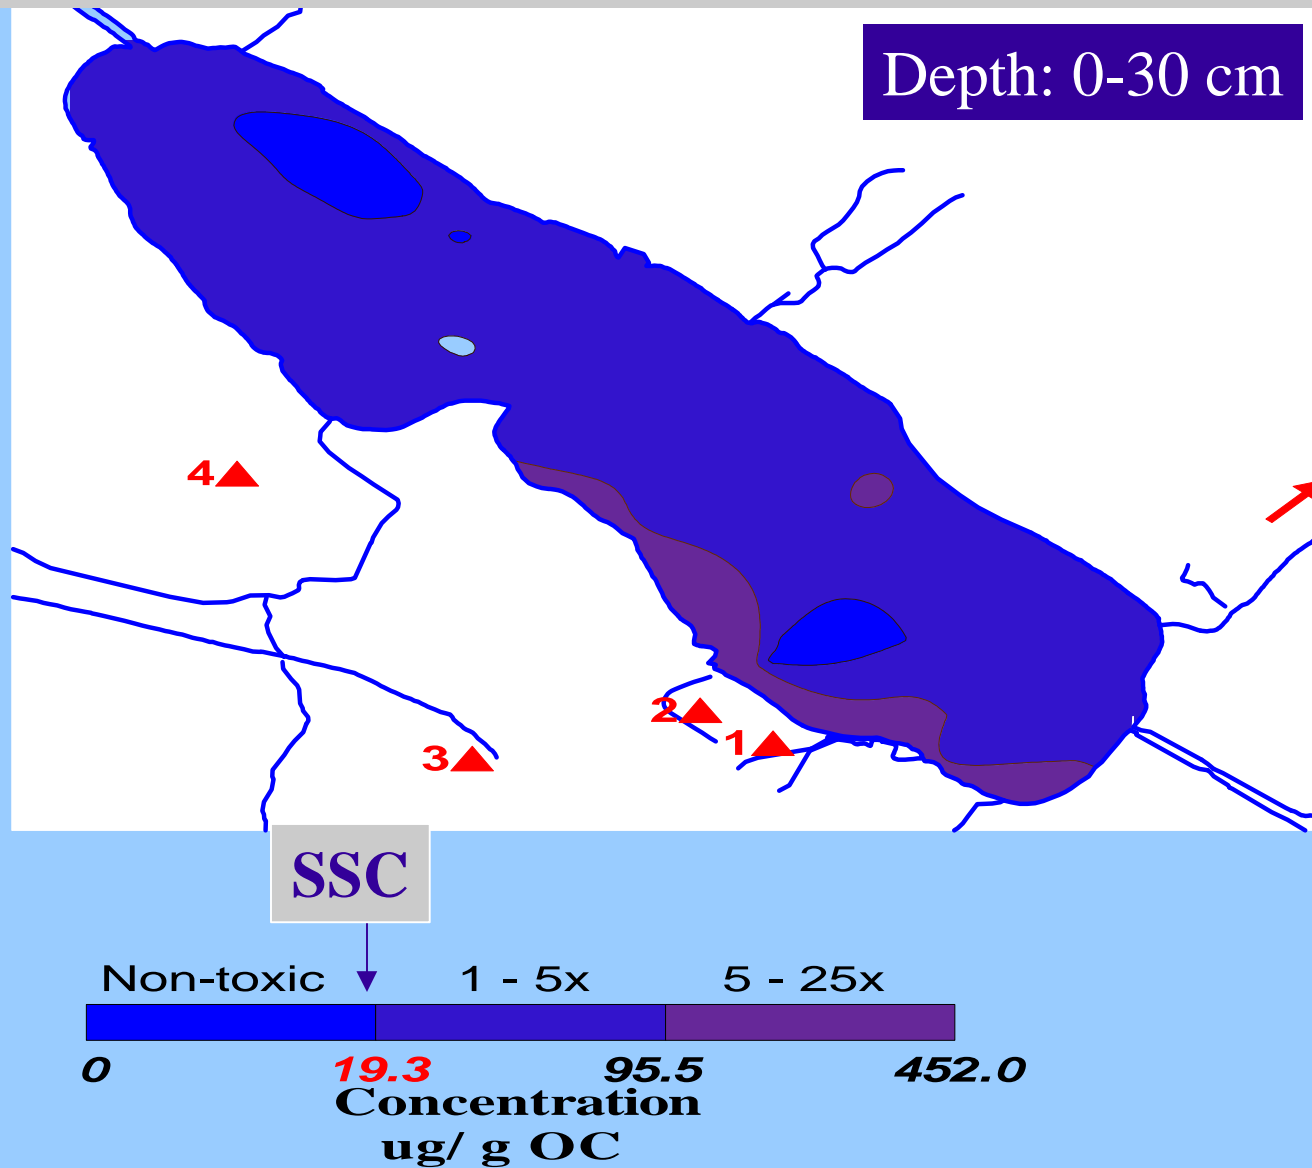 Depth: 0-30 cm
4
2
1
3
SSC
Non-toxic 1 - 5x 5 - 25x
0 19.3 95.5 452.0
Concentration
ug/ g OC